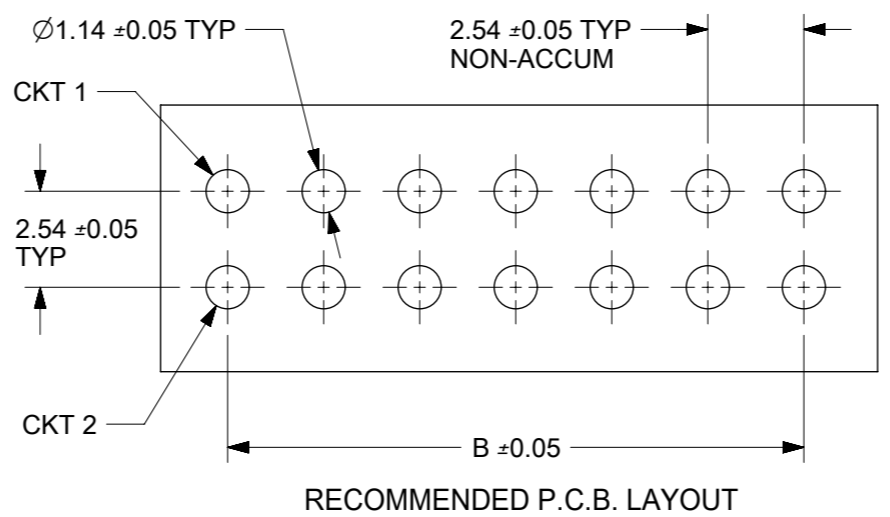 ∅1.14 ±0.05 TYP
2.54 ±0.05 TYP
NON-ACCUM
CKT 1
2.54 ±0.05
TYP
CKT 2
B ±0.05
RECOMMENDED P.C.B. LAYOUT